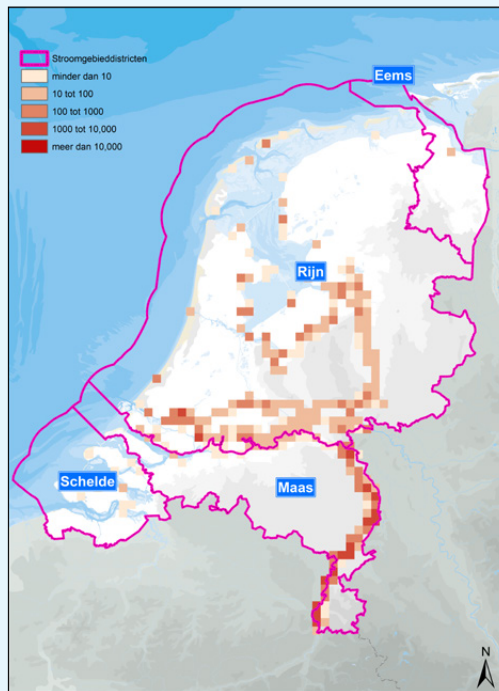 Stroomgebieddistricten
minder dan 10
10 tot 100
100 tot 1000
1000 tot 10,000
meer dan 10,000
Eems
Rijn
Schelde
Maas
N